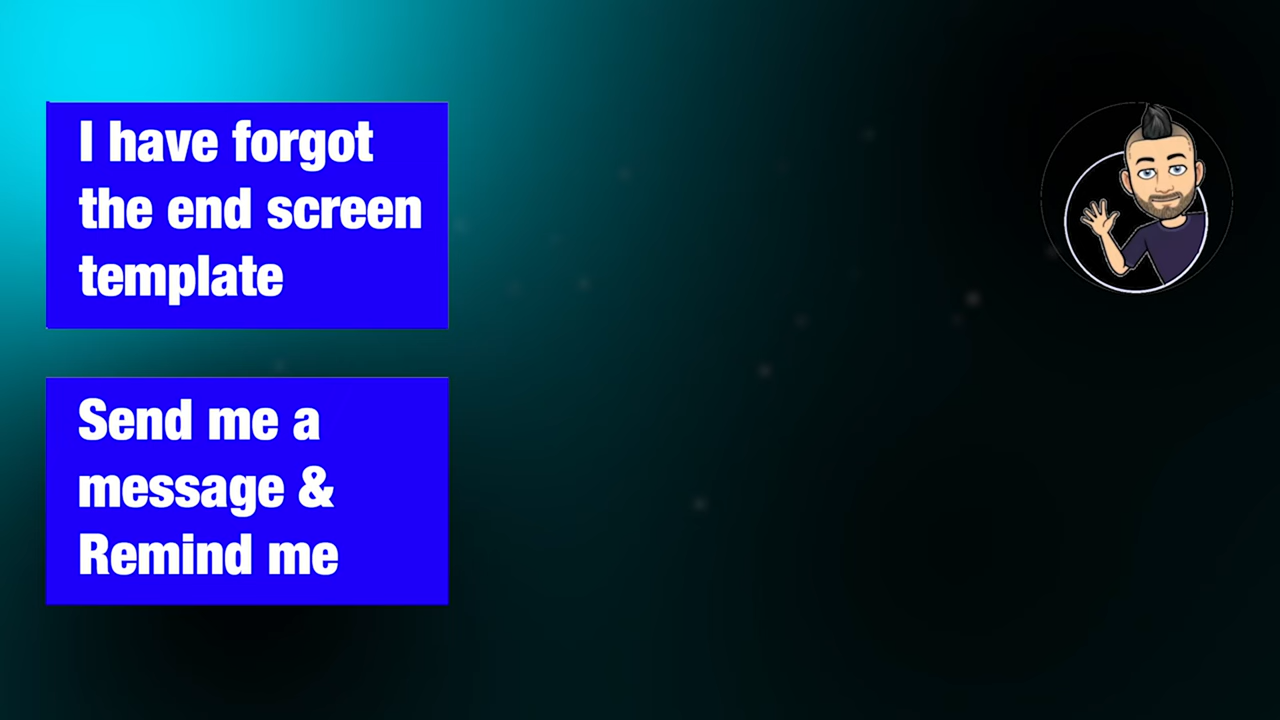 I have forgot
the end screen
template
Send me a
message &
Remind me